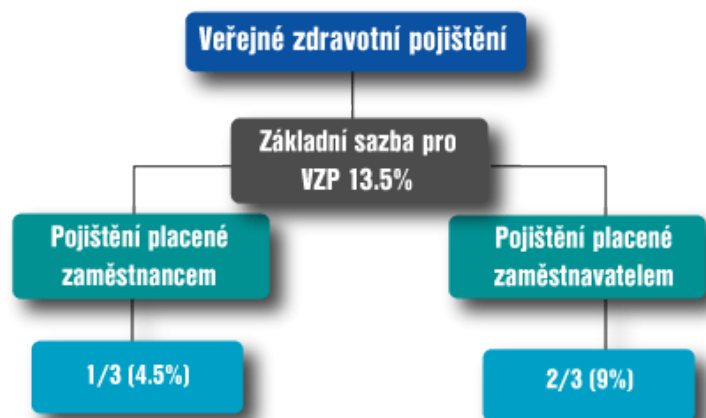 Veřejné zdravotní pojištění
Základní sazba pro
VZP 13.5%
Pojištění placené
zaměstnancem
Pojištění placené
zaměstnavatelem
1/3 (4.5%)
2/3 (9%)